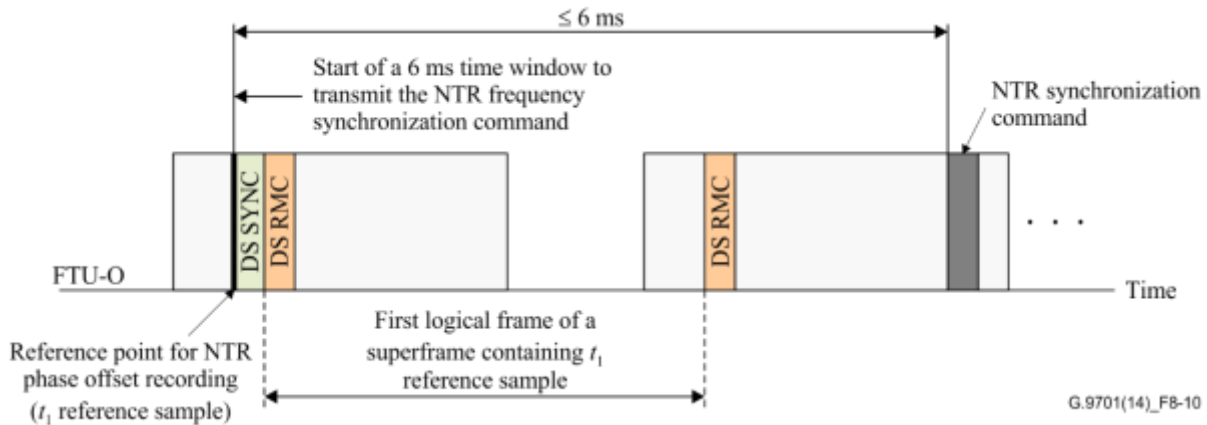 ≤ 6 ms
Start of a 6 ms time window to
transmit the NTR frequency
synchronization command
NTR synchronization
command
DS SYNC
DS RMC
DS RMC
. . .
FTU-O
Time
Reference point for NTR
phase offset recording
(t₁ reference sample)
First logical frame of a
superframe containing t₁
reference sample
G.9701(14)_F8-10